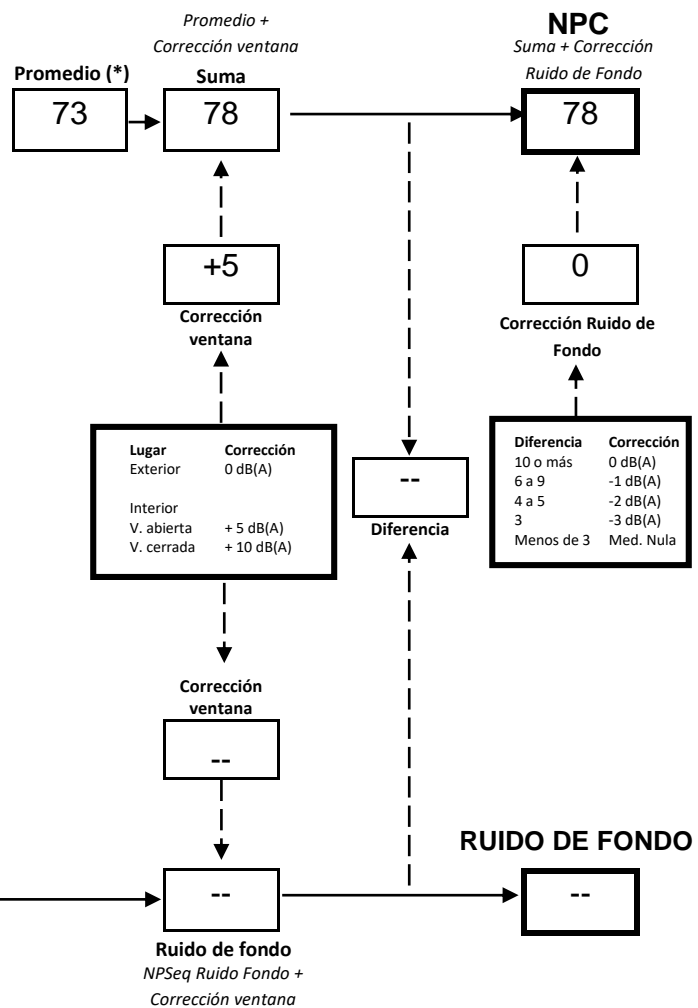 Promedio +
Corrección ventana
NPC
Suma + Corrección
Ruido de Fondo
Promedio (*)
Suma
73
78
78
+5
0
Corrección
ventana
Corrección Ruido de
Fondo
Lugar Corrección
Exterior 0 dB(A)
Interior
V. abierta + 5 dB(A)
V. cerrada + 10 dB(A)
--
Diferencia
Diferencia Corrección
10 o más 0 dB(A)
6 a 9 -1 dB(A)
4 a 5 -2 dB(A)
3 -3 dB(A)
Menos de 3 Med. Nula
Corrección
ventana
--
RUIDO DE FONDO
--
--
Ruido de fondo
NPSeq Ruido Fondo +
Corrección ventana